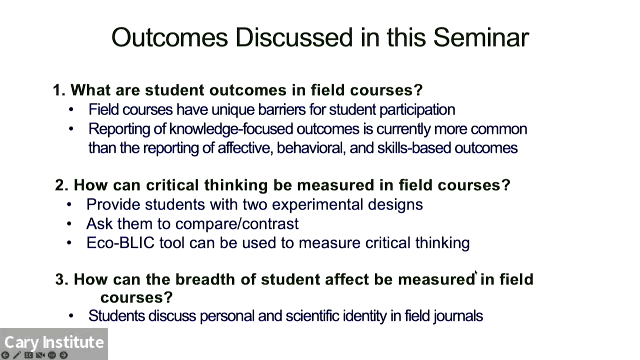 Outcomes Discussed in this Seminar
1. What are student outcomes in field courses?
• Field courses have unique barriers for student participation
• Reporting of knowledge-focused outcomes is currently more common
than the reporting of affective, behavioral, and skills-based outcomes
2. How can critical thinking be measured in field courses?
• Provide students with two experimental designs
• Ask them to compare/contrast
• Eco-BLIC tool can be used to measure critical thinking
3. How can the breadth of student affect be measured in field
courses?
• Students discuss personal and scientific identity in field journals
Cary Institute